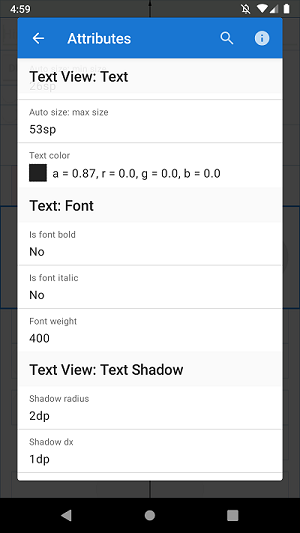 4:59
Attributes
Text View: Text
Auto size: max size
53sp
Text color
a = 0.87, r = 0.0, g = 0.0, b = 0.0
Text: Font
Is font bold
No
Is font italic
No
Font weight
400
Text View: Text Shadow
Shadow radius
2dp
Shadow dx
1dp